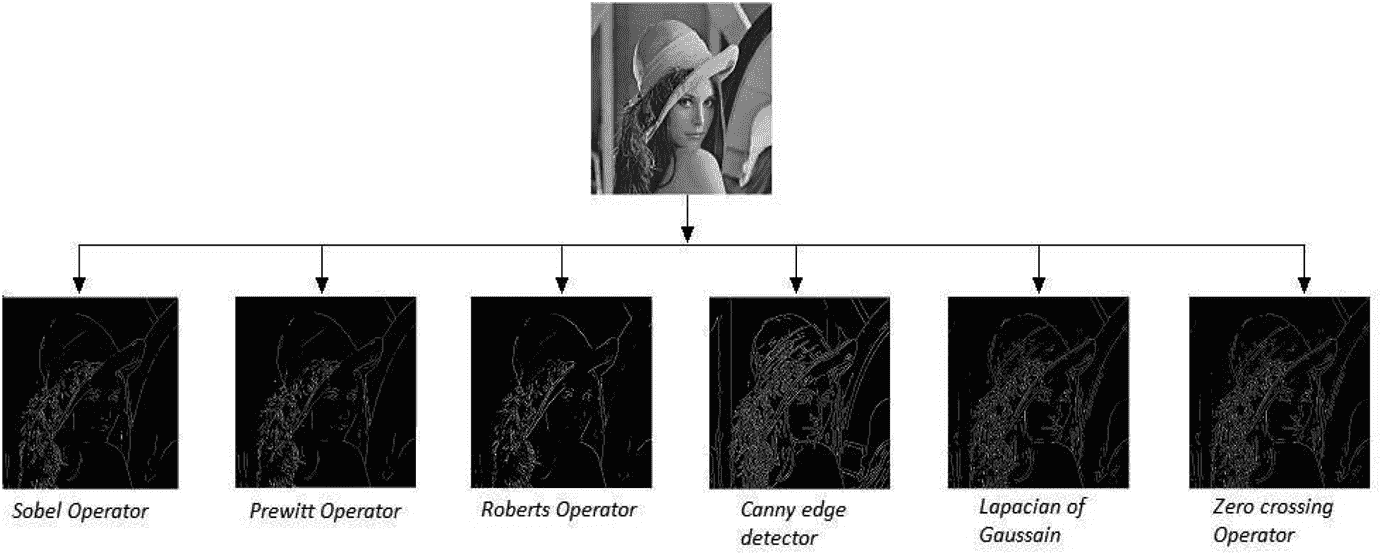 Sobel Operator
Prewitt Operator
Roberts Operator
Canny edge
detector
Lapacian of
Gaussain
Zero crossing
Operator